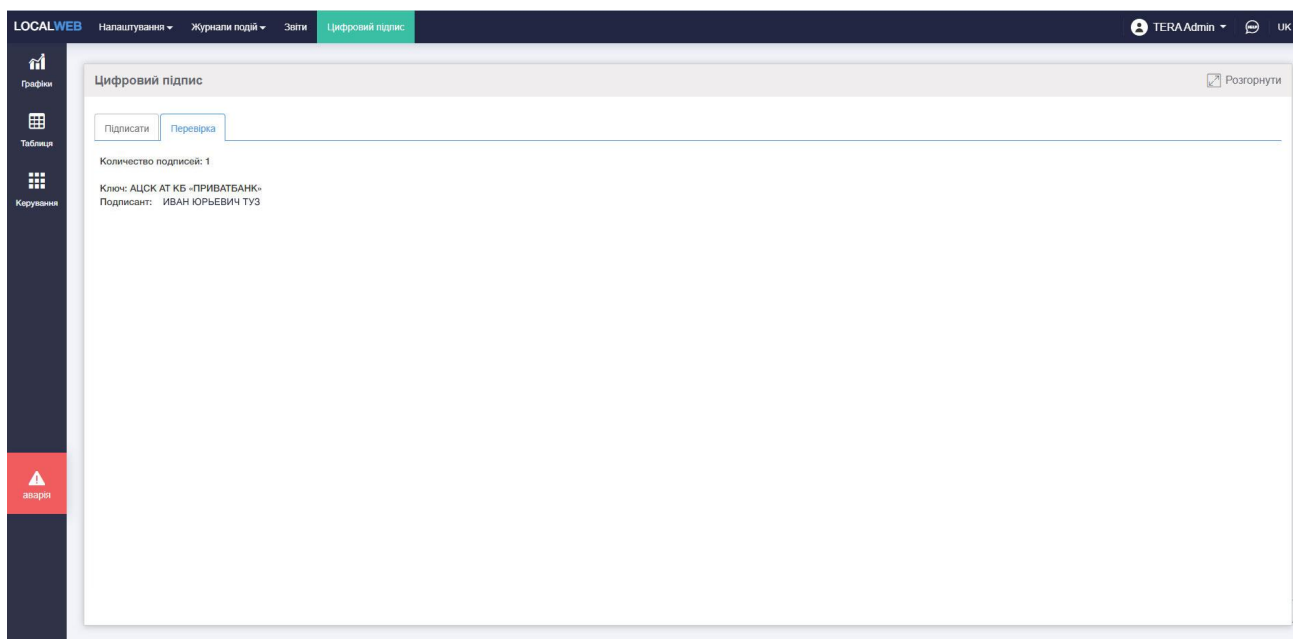 LOCALWEB Налаштування Журнали подій Звіти Цифровий підпис TERA Admin UK
Графіки
Таблиця
Керування
аварія
Цифровий підпис Розгорнути
Підписати Перевірка
Количество подписей: 1
Ключ: АЦСК АТ КБ «ПРИВАТБАНК»
Подписант: ИВАН ЮРЬЕВИЧ ТУЗ